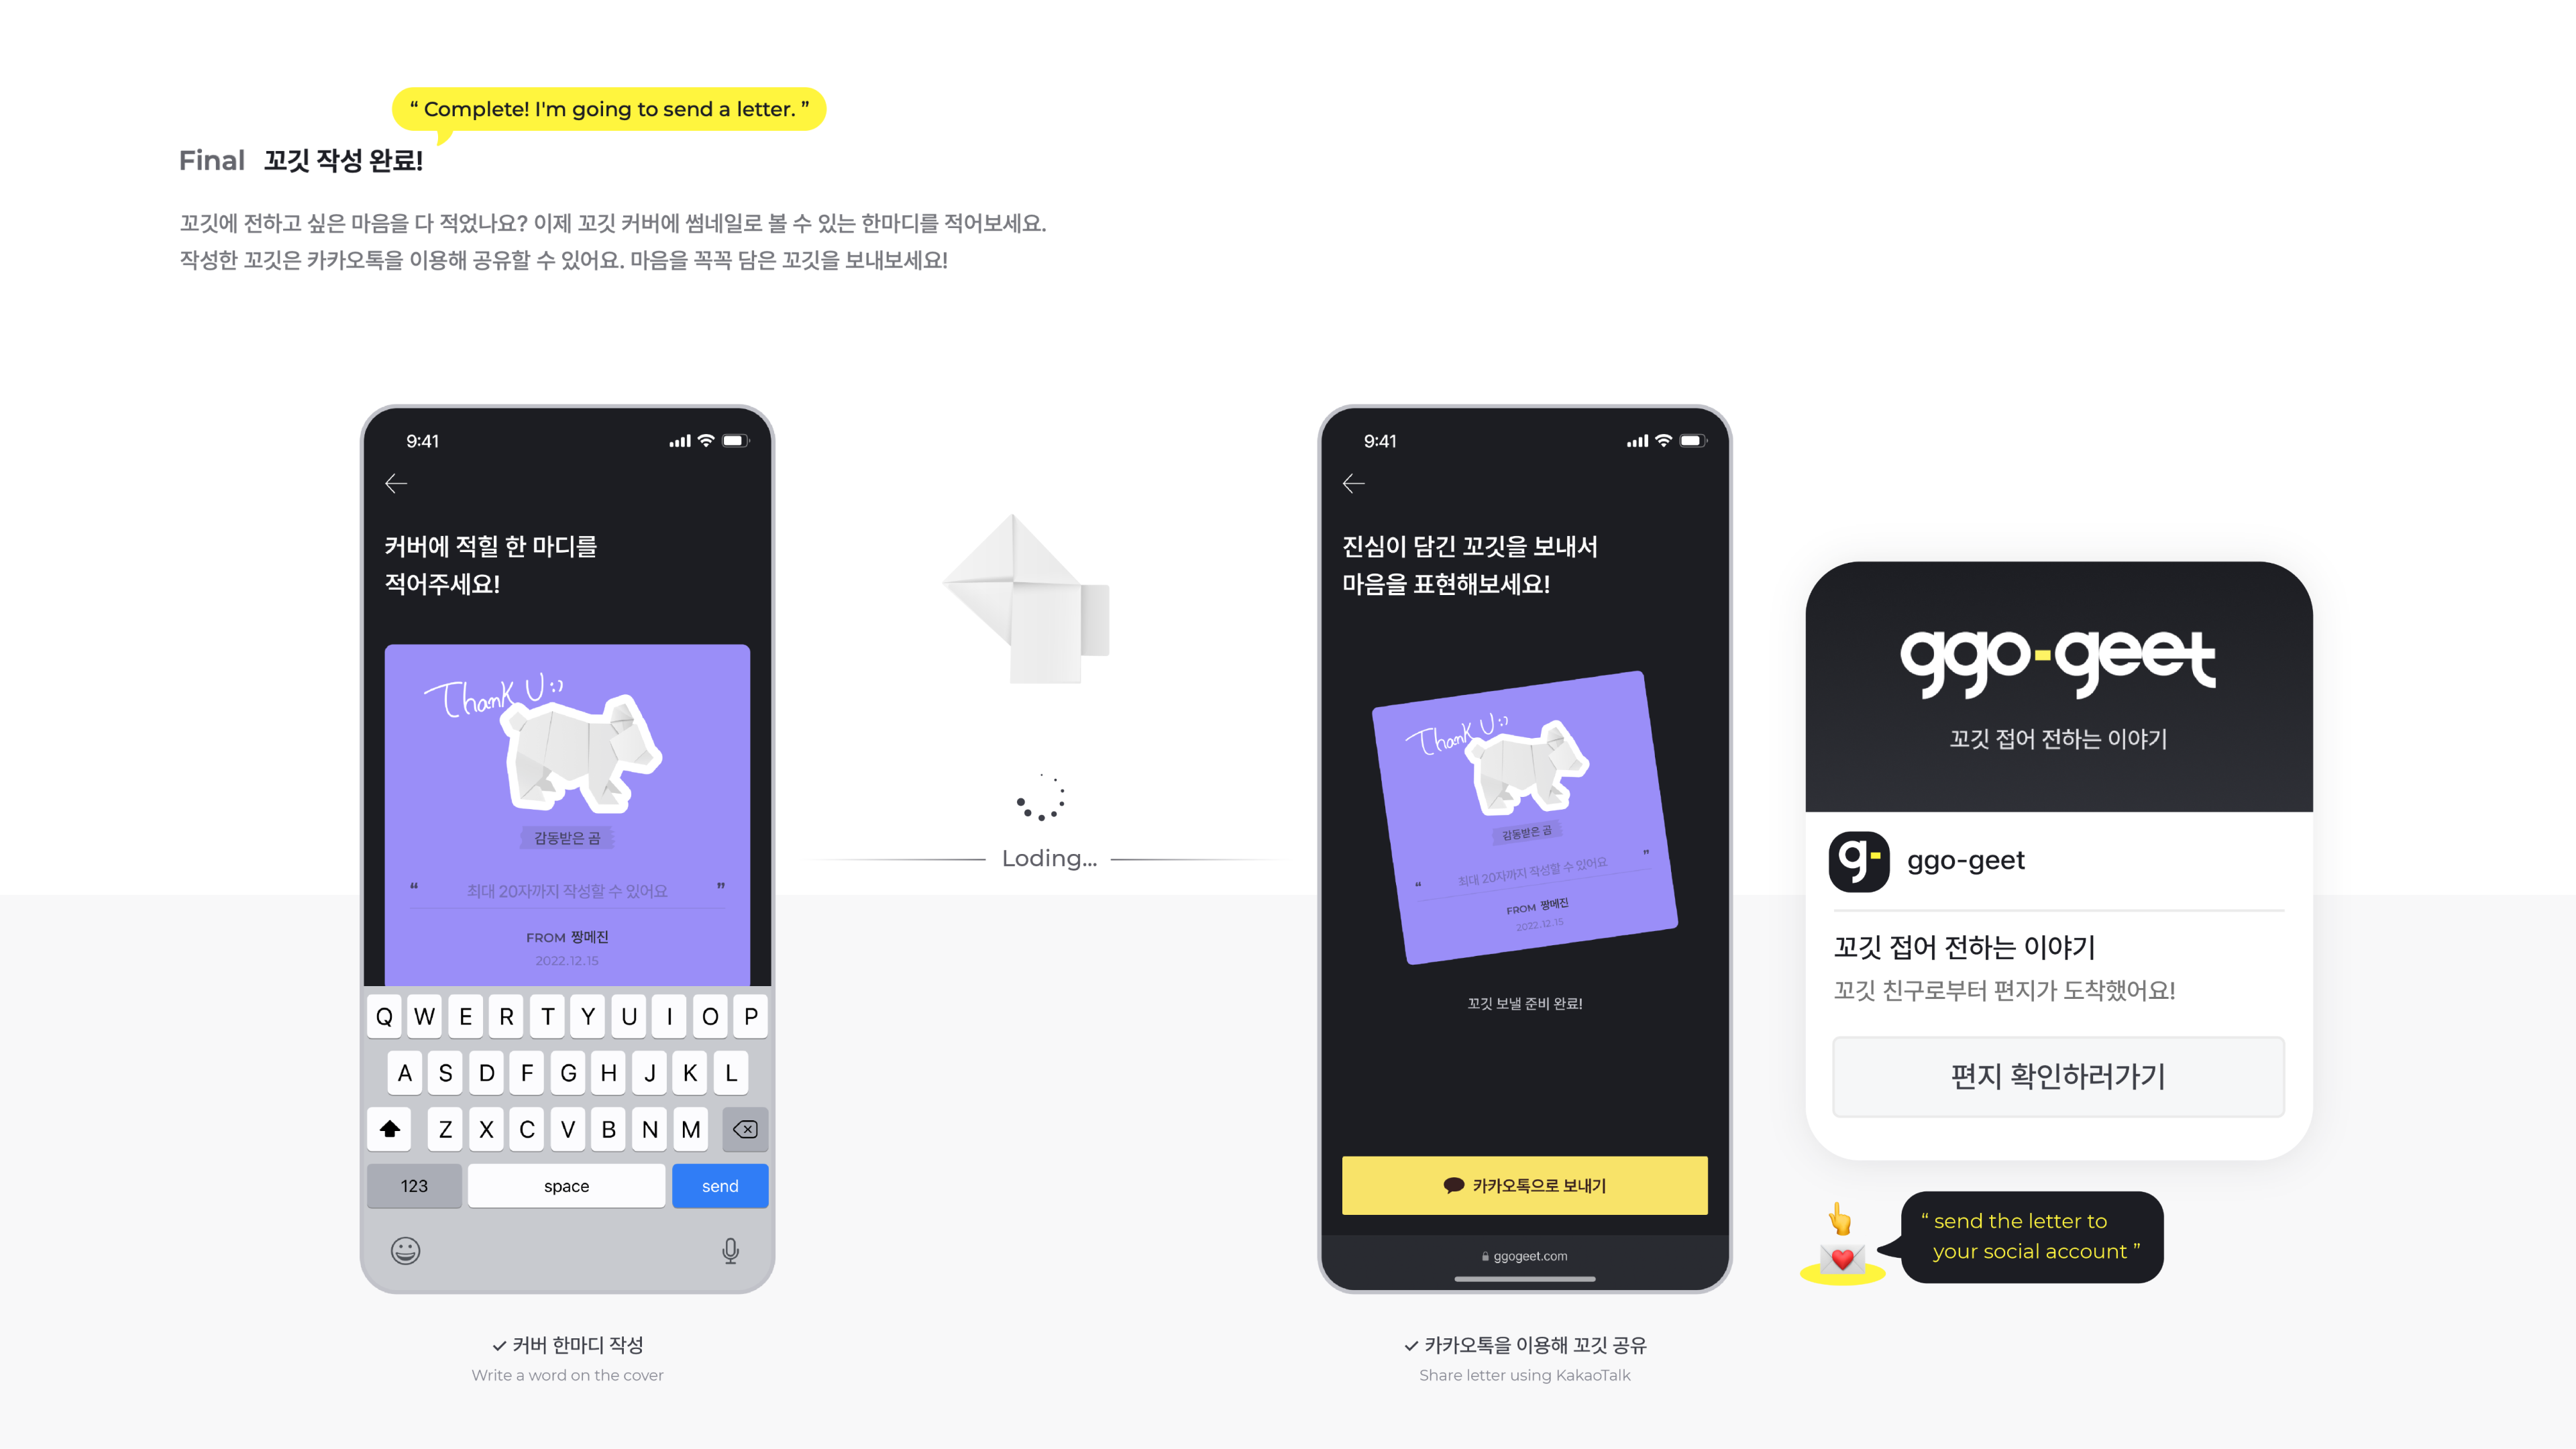 “ Complete! I'm going to send a letter. ”
Final 꼬깃 작성 완료!
꼬깃에 전하고 싶은 마음을 다 적었나요? 이제 꼬깃 커버에 썸네일로 볼 수 있는 한마디를 적어보세요.
작성한 꼬깃은 카카오톡을 이용해 공유할 수 있어요. 마음을 꼭꼭 담은 꼬깃을 보내보세요!
9:41
커버에 적힐 한 마디를
적어주세요!
Thank U:)
감동받은 곰
“ 최대 20자까지 작성할 수 있어요 ”
FROM 짱메진
2022.12.15
Q W E R T Y U I O P
A S D F G H J K L
Z X C V B N M
123 space send
✓ 커버 한마디 작성
Write a word on the cover
Loding...
9:41
진심이 담긴 꼬깃을 보내서
마음을 표현해보세요!
Thank U:)
감동받은 곰
“ 최대 20자까지 작성할 수 있어요 ”
FROM 짱메진
2022.12.15
꼬깃 보낼 준비 완료!
카카오톡으로 보내기
ggogeet.com
✓ 카카오톡을 이용해 꼬깃 공유
Share letter using KakaoTalk
ggo-geet
꼬깃 접어 전하는 이야기
g- ggo-geet
꼬깃 접어 전하는 이야기
꼬깃 친구로부터 편지가 도착했어요!
편지 확인하러가기
“ send the letter to
your social account ”